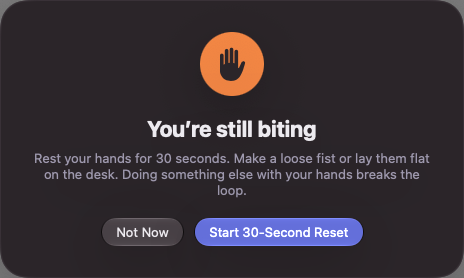 You’re still biting
Rest your hands for 30 seconds. Make a loose fist or lay them flat
on the desk. Doing something else with your hands breaks the
loop.
Not Now
Start 30-Second Reset